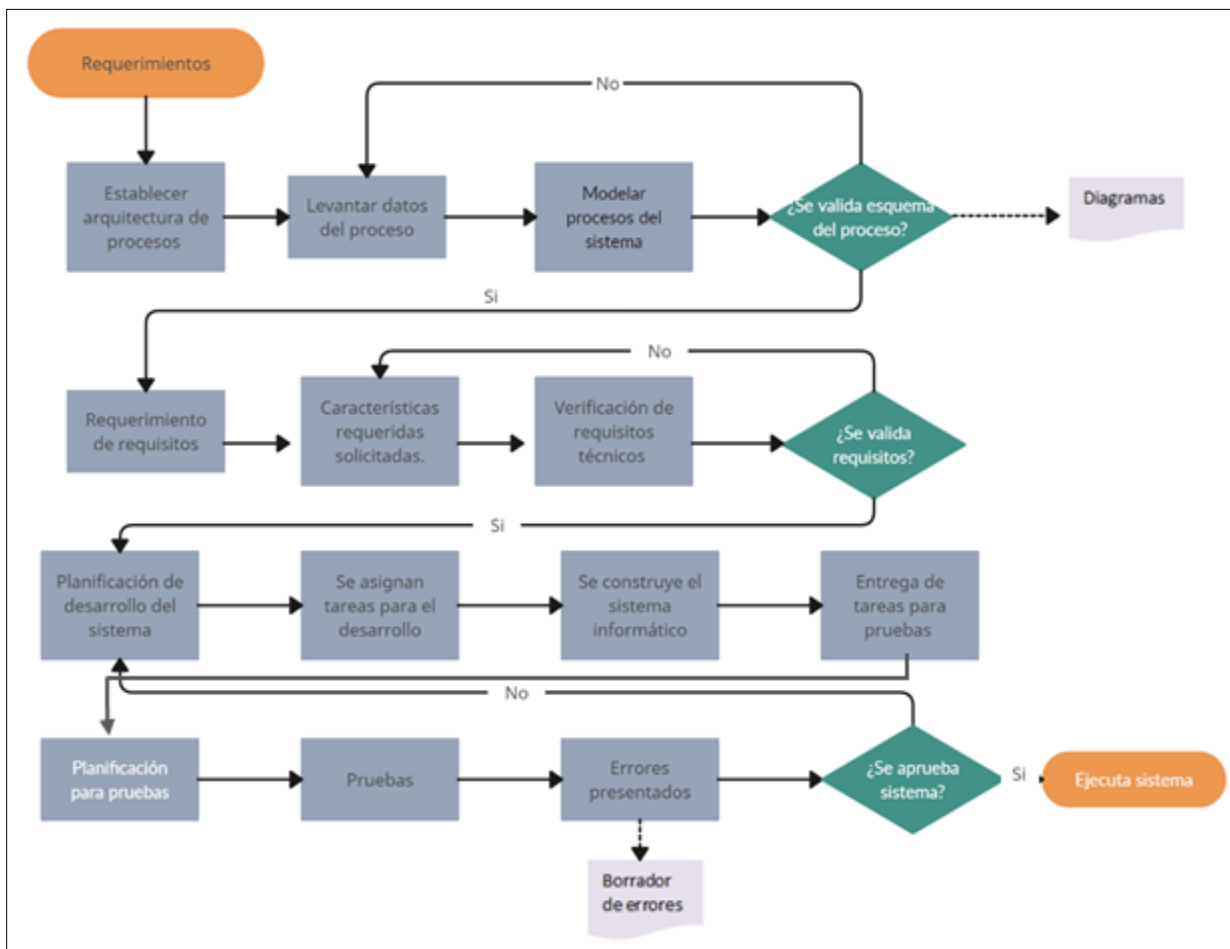 Requerimientos
No
Establecer
arquitectura de
procesos
Levantar datos
del proceso
Modelar
procesos del
sistema
¿Se valida esquema
del proceso?
Diagramas
Si
No
Requerimiento
de requisitos
Características
requeridas
solicitadas.
Verificación de
requisitos
técnicos
¿Se valida
requisitos?
Si
Planificación de
desarrollo del
sistema
Se asignan
tareas para el
desarrollo
Se construye el
sistema
informático
Entrega de
tareas para
pruebas
No
Planificación
para pruebas
Pruebas
Errores
presentados
¿Se aprueba
sistema?
Si
Ejecuta sistema
Borrador
de errores